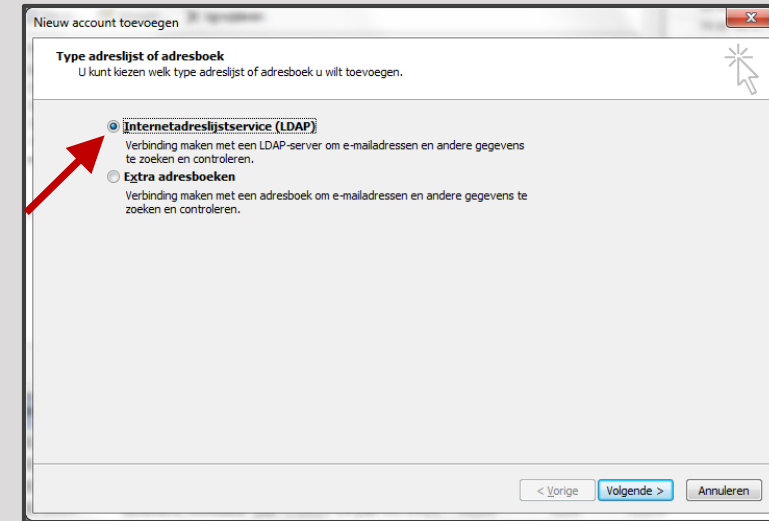 Nieuw account toevoegen
Type adreslijst of adresboek
U kunt kiezen welk type adreslijst of adresboek u wilt toevoegen.
Internetadreslijstservice (LDAP)
Verbinding maken met een LDAP-server om e-mailadressen en andere gegevens
te zoeken en controleren.
Extra adresboeken
Verbinding maken met een adresboek om e-mailadressen en andere gegevens te
zoeken en controleren.
< Vorige
Volgende >
Annuleren